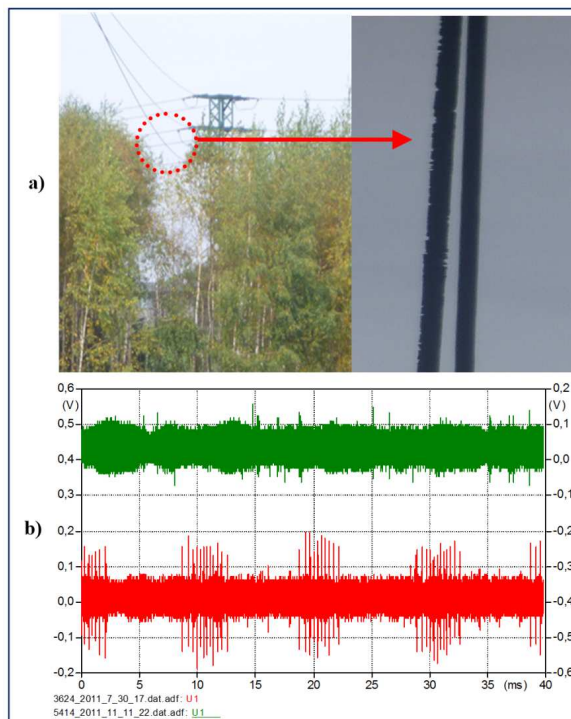 a)
b)
0,6
(V)
0,5
0,4
0,3
0,2
0,1
0,0
-0,1
-0,2
0,2
(V)
0,1
0,0
-0,1
-0,2
-0,3
-0,4
-0,5
-0,6
0 5 10 15 20 25 30 35 (ms) 40
3624_2011_7_30_17.dat.adf: U1
5414_2011_11_11_22.dat.adf: U1